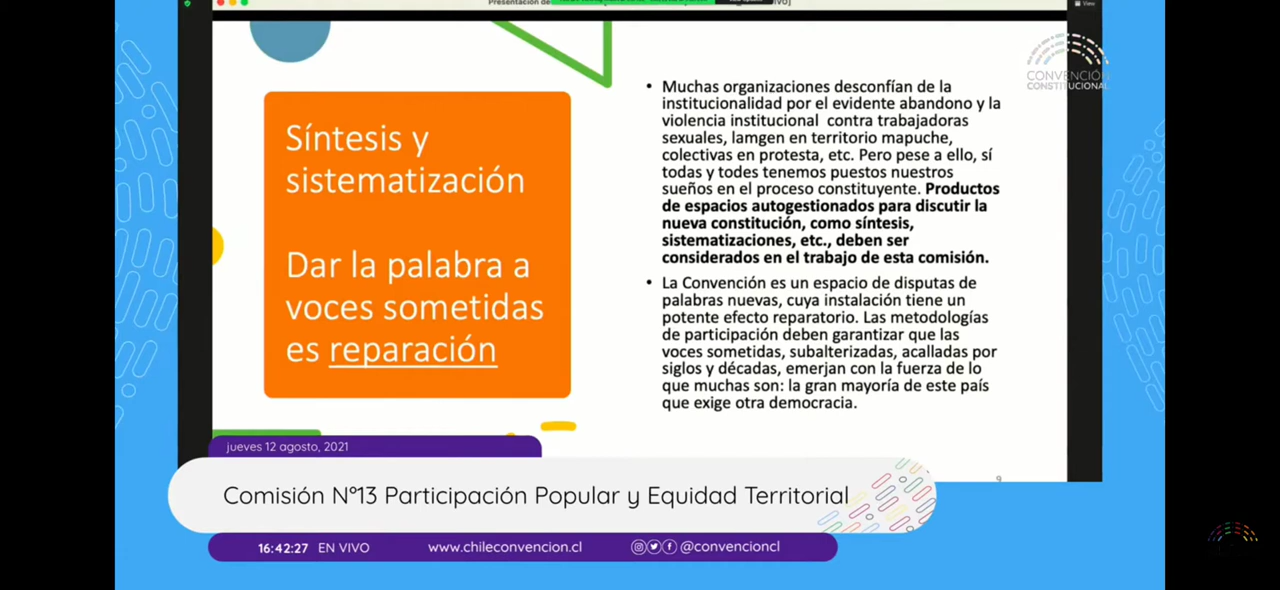 Presentación de
View
CONVENCIÓN
CONSTITUCIONAL
Síntesis y
sistematización
Dar la palabra a
voces sometidas
es reparación
• Muchas organizaciones desconfían de la
institucionalidad por el evidente abandono y la
violencia institucional contra trabajadoras
sexuales, lamgen en territorio mapuche,
colectivas en protesta, etc. Pero pese a ello, sí
todas y todes tenemos puestos nuestros
sueños en el proceso constituyente. Productos
de espacios autogestionados para discutir la
nueva constitución, como síntesis,
sistematizaciones, etc., deben ser
considerados en el trabajo de esta comisión.
• La Convención es un espacio de disputas de
palabras nuevas, cuya instalación tiene un
potente efecto reparatorio. Las metodologías
de participación deben garantizar que las
voces sometidas, subalterizadas, acalladas por
siglos y décadas, emerjan con la fuerza de lo
que muchas son: la gran mayoría de este país
que exige otra democracia.
9
jueves 12 agosto, 2021
Comisión N°13 Participación Popular y Equidad Territorial
16:42:27 EN VIVO www.chileconvencion.cl @convencioncl